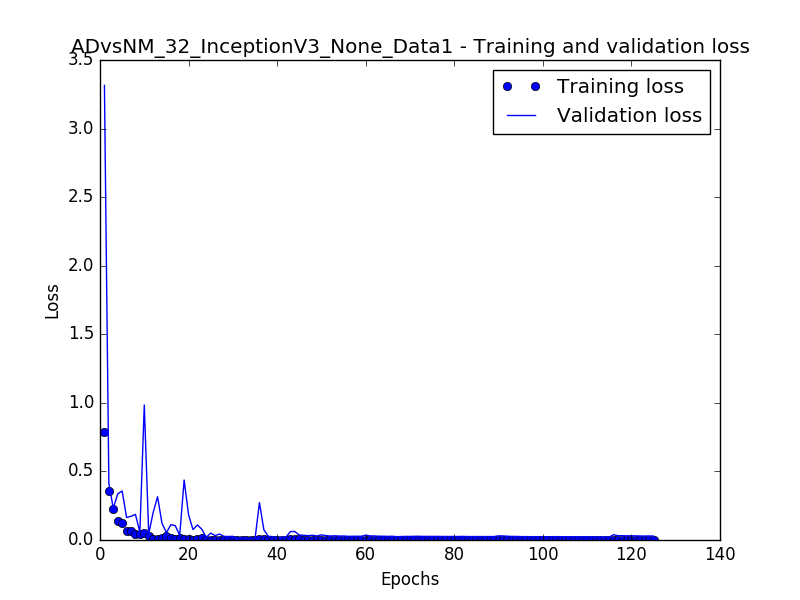 ADvsNM_32_InceptionV3_None_Data1 - Training and validation loss
3.5
3.0
2.5
2.0
1.5
1.0
0.5
0.0
Loss
Training loss
Validation loss
0 20 40 60 80 100 120 140
Epochs